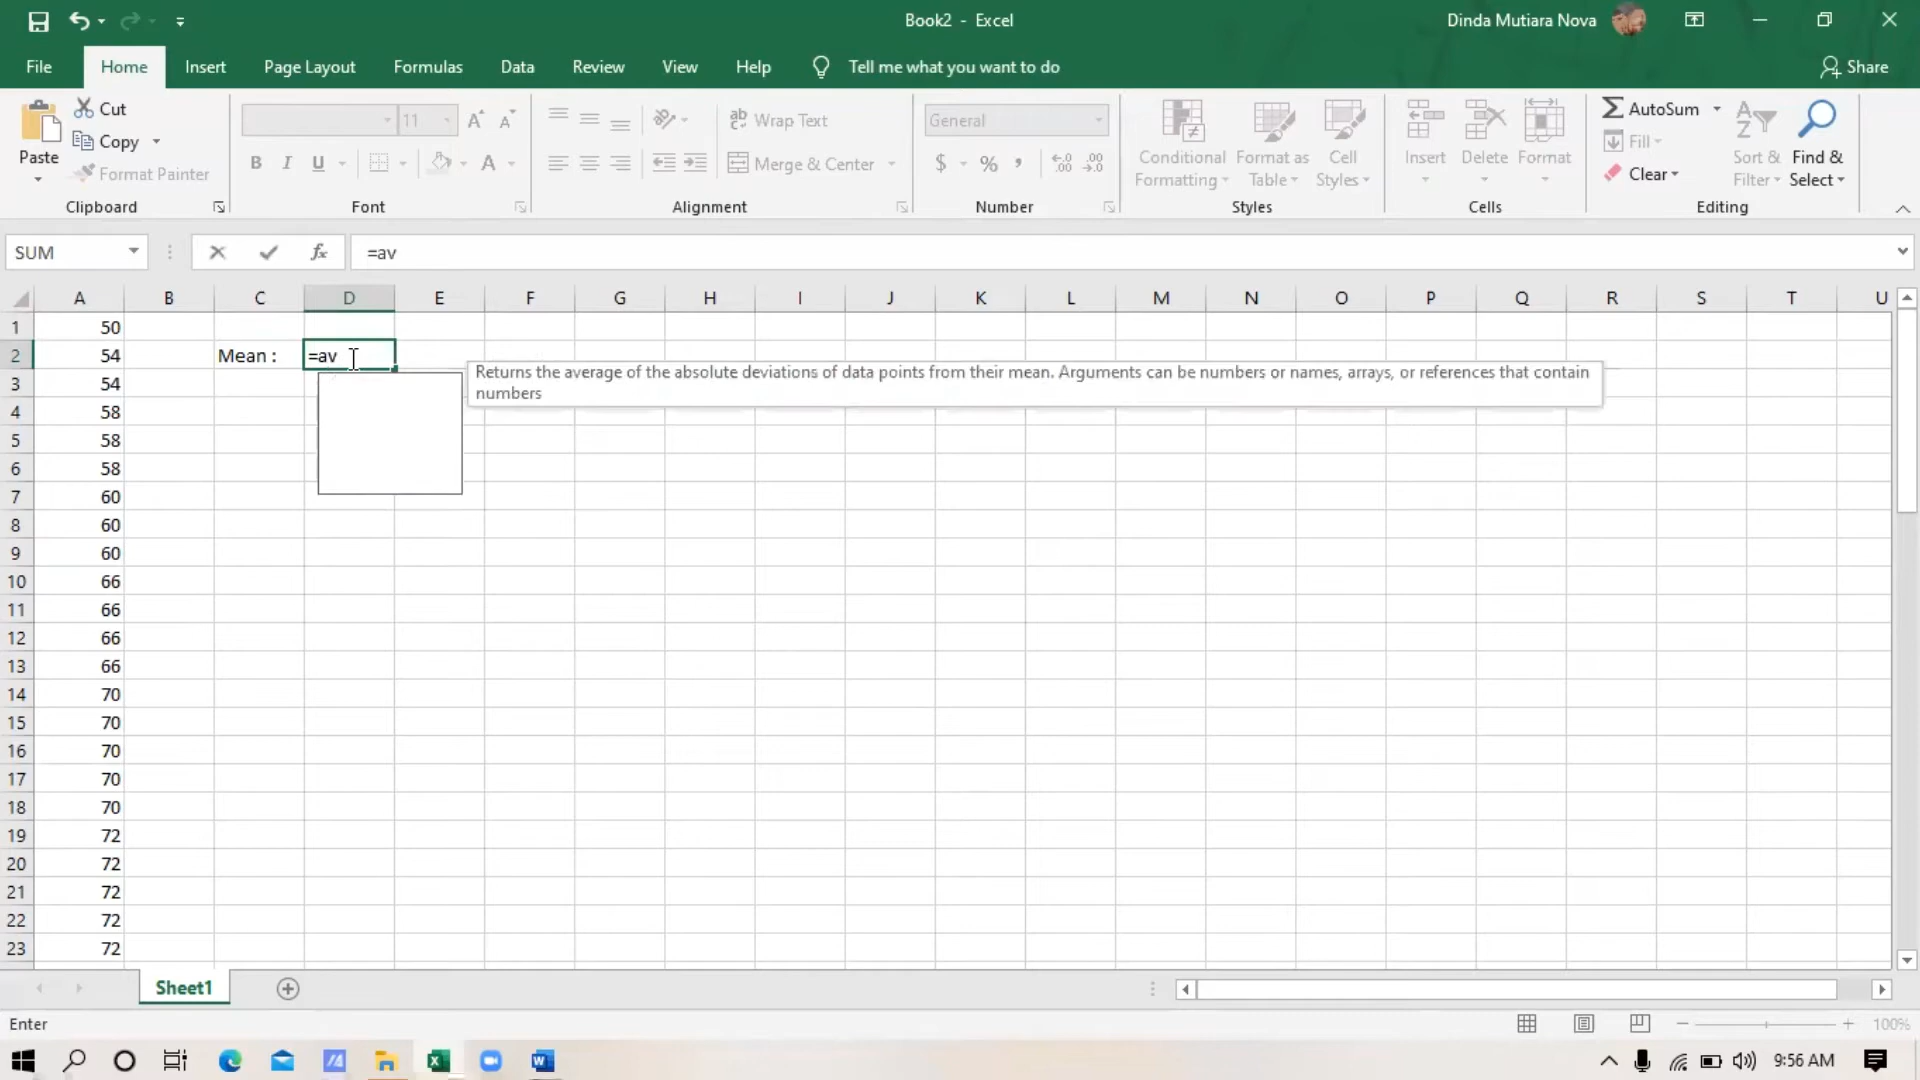 Book2 - Excel
Dinda Mutiara Nova
File Home Insert Page Layout Formulas Data Review View Help Tell me what you want to do Share
Paste
Cut
Copy
Format Painter
Clipboard
11
B I U A
Font
Wrap Text
Merge & Center
Alignment
General
$ % ,
Number
Conditional Formatting
Format as Table
Cell Styles
Styles
Insert Delete Format
Cells
AutoSum
Fill
Clear
Sort & Filter
Find & Select
Editing
SUM fx =av
A B C D E F G H I J K L M N O P Q R S T U
1 50
2 54 Mean : =av
Returns the average of the absolute deviations of data points from their mean. Arguments can be numbers or names, arrays, or references that contain
numbers
3 54
4 58
5 58
6 58
7 60
8 60
9 60
10 66
11 66
12 66
13 66
14 70
15 70
16 70
17 70
18 70
19 72
20 72
21 72
22 72
23 72
Sheet1
Enter
100%
9:56 AM